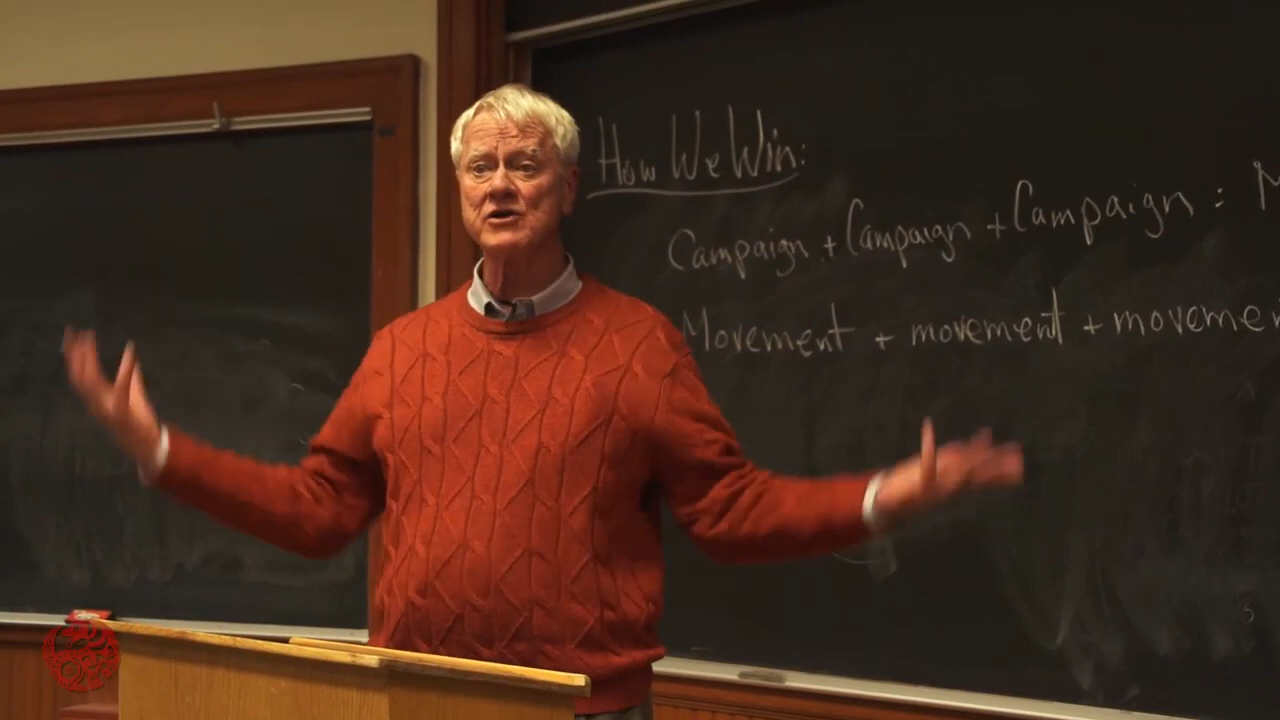 How We Win:
Campaign + Campaign + Campaign = M
Movement + movement + moveme